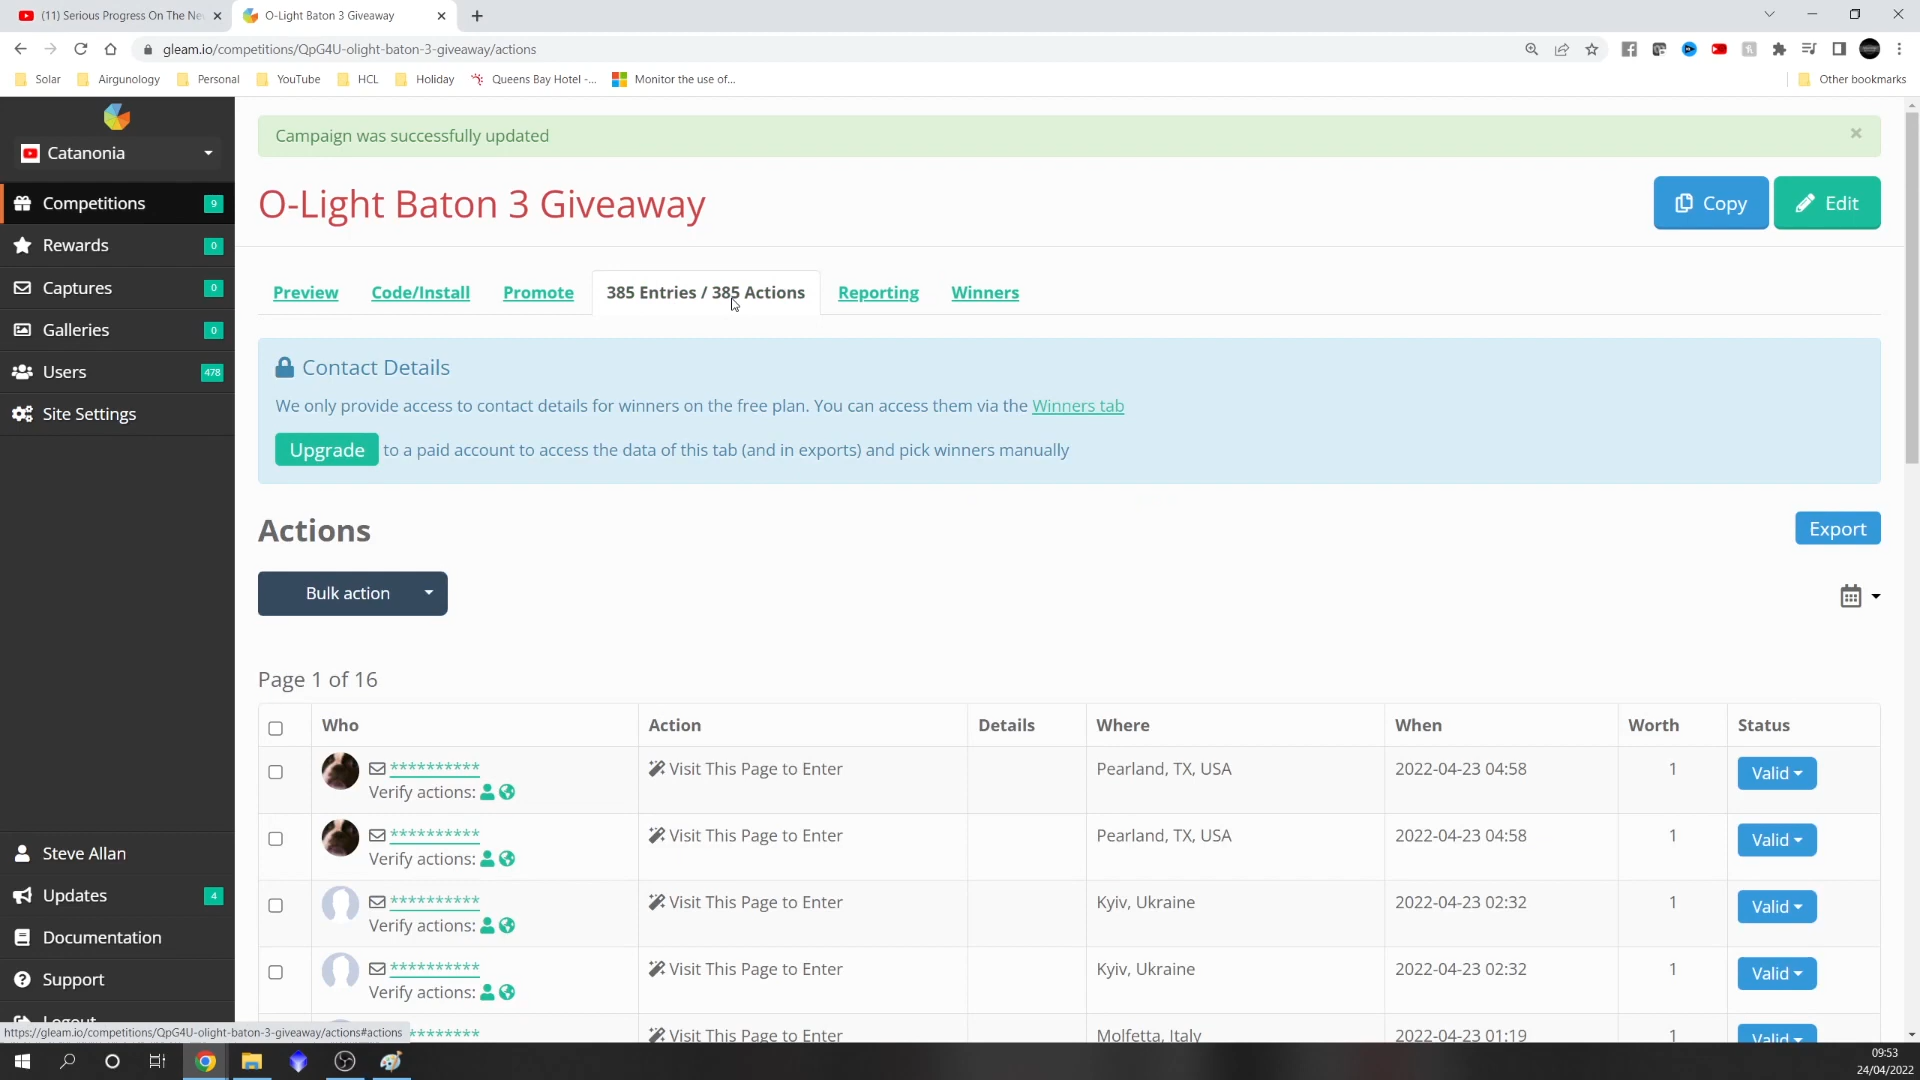 (11) Serious Progress On The Ne
O-Light Baton 3 Giveaway
gleam.io/competitions/QpG4U-olight-baton-3-giveaway/actions
Solar
Airgunology
Personal
YouTube
HCL
Holiday
Queens Bay Hotel -...
Monitor the use of...
Other bookmarks
Catanonia
Competitions 9
Rewards 0
Captures 0
Galleries 0
Users 478
Site Settings
Steve Allan
Updates 4
Documentation
Support
Logout
Campaign was successfully updated
O-Light Baton 3 Giveaway
Copy
Edit
Preview
Code/Install
Promote
385 Entries / 385 Actions
Reporting
Winners
Contact Details
We only provide access to contact details for winners on the free plan. You can access them via the Winners tab
Upgrade to a paid account to access the data of this tab (and in exports) and pick winners manually
Actions
Export
Bulk action
Page 1 of 16
Who Action Details Where When Worth Status
********** Visit This Page to Enter Pearland, TX, USA 2022-04-23 04:58 1 Valid
Verify actions:
********** Visit This Page to Enter Pearland, TX, USA 2022-04-23 04:58 1 Valid
Verify actions:
********** Visit This Page to Enter Kyiv, Ukraine 2022-04-23 02:32 1 Valid
Verify actions:
********** Visit This Page to Enter Kyiv, Ukraine 2022-04-23 02:32 1 Valid
Verify actions:
********* Visit This Page to Enter Molfetta, Italy 2022-04-23 01:19 1 Valid
https://gleam.io/competitions/QpG4U-olight-baton-3-giveaway/actions#actions
09:53
24/04/2022